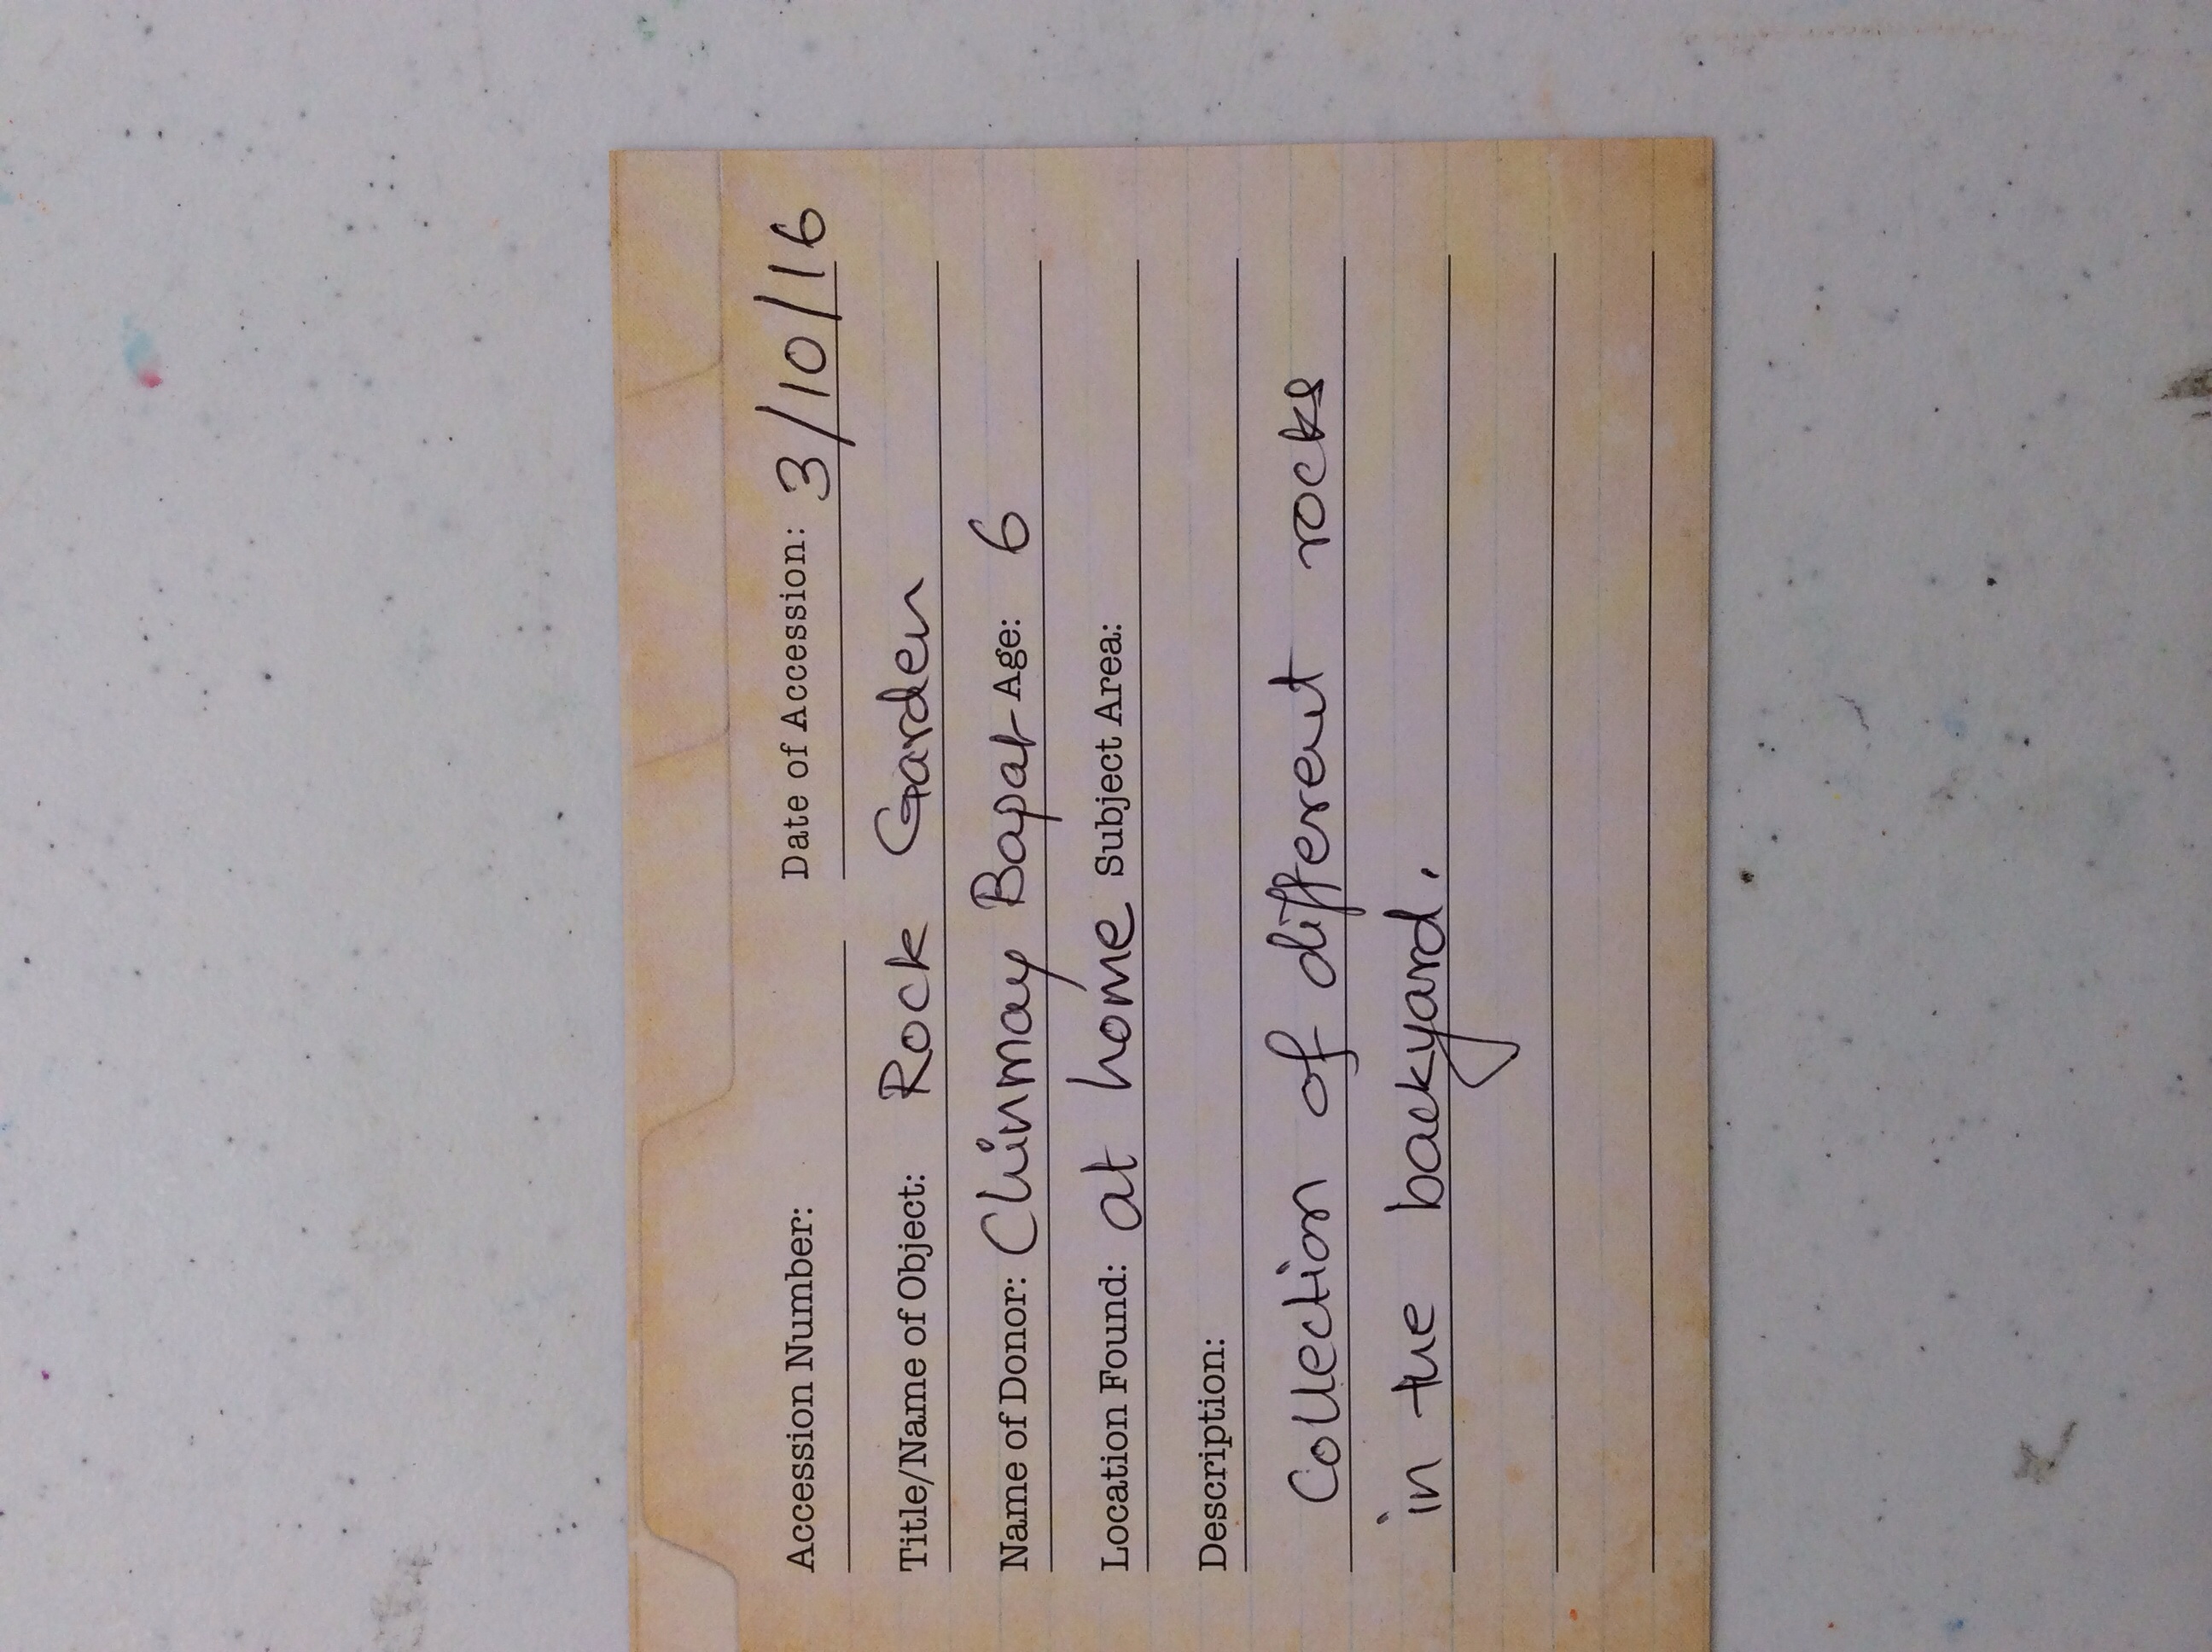 Accession Number: Date of Accession: 3/10/16
Title/Name of Object: Rock Garden
Name of Donor: Chinmay Bapat Age: 6
Location Found: at home Subject Area:
Description:
Collection of different rocks
in the backyard.